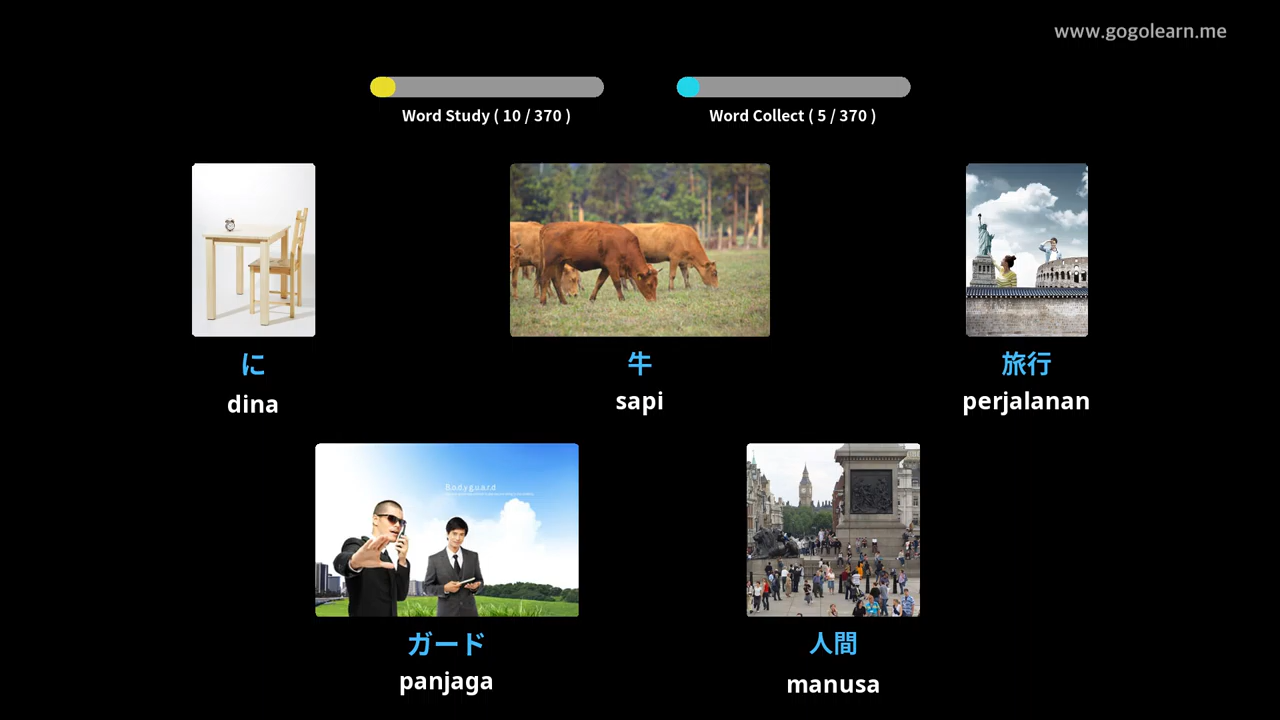 www.gogolearn.me
Word Study ( 10 / 370 )
Word Collect ( 5 / 370 )
に
dina
牛
sapi
旅行
perjalanan
Bodyguard
ガード
panjaga
人間
manusa